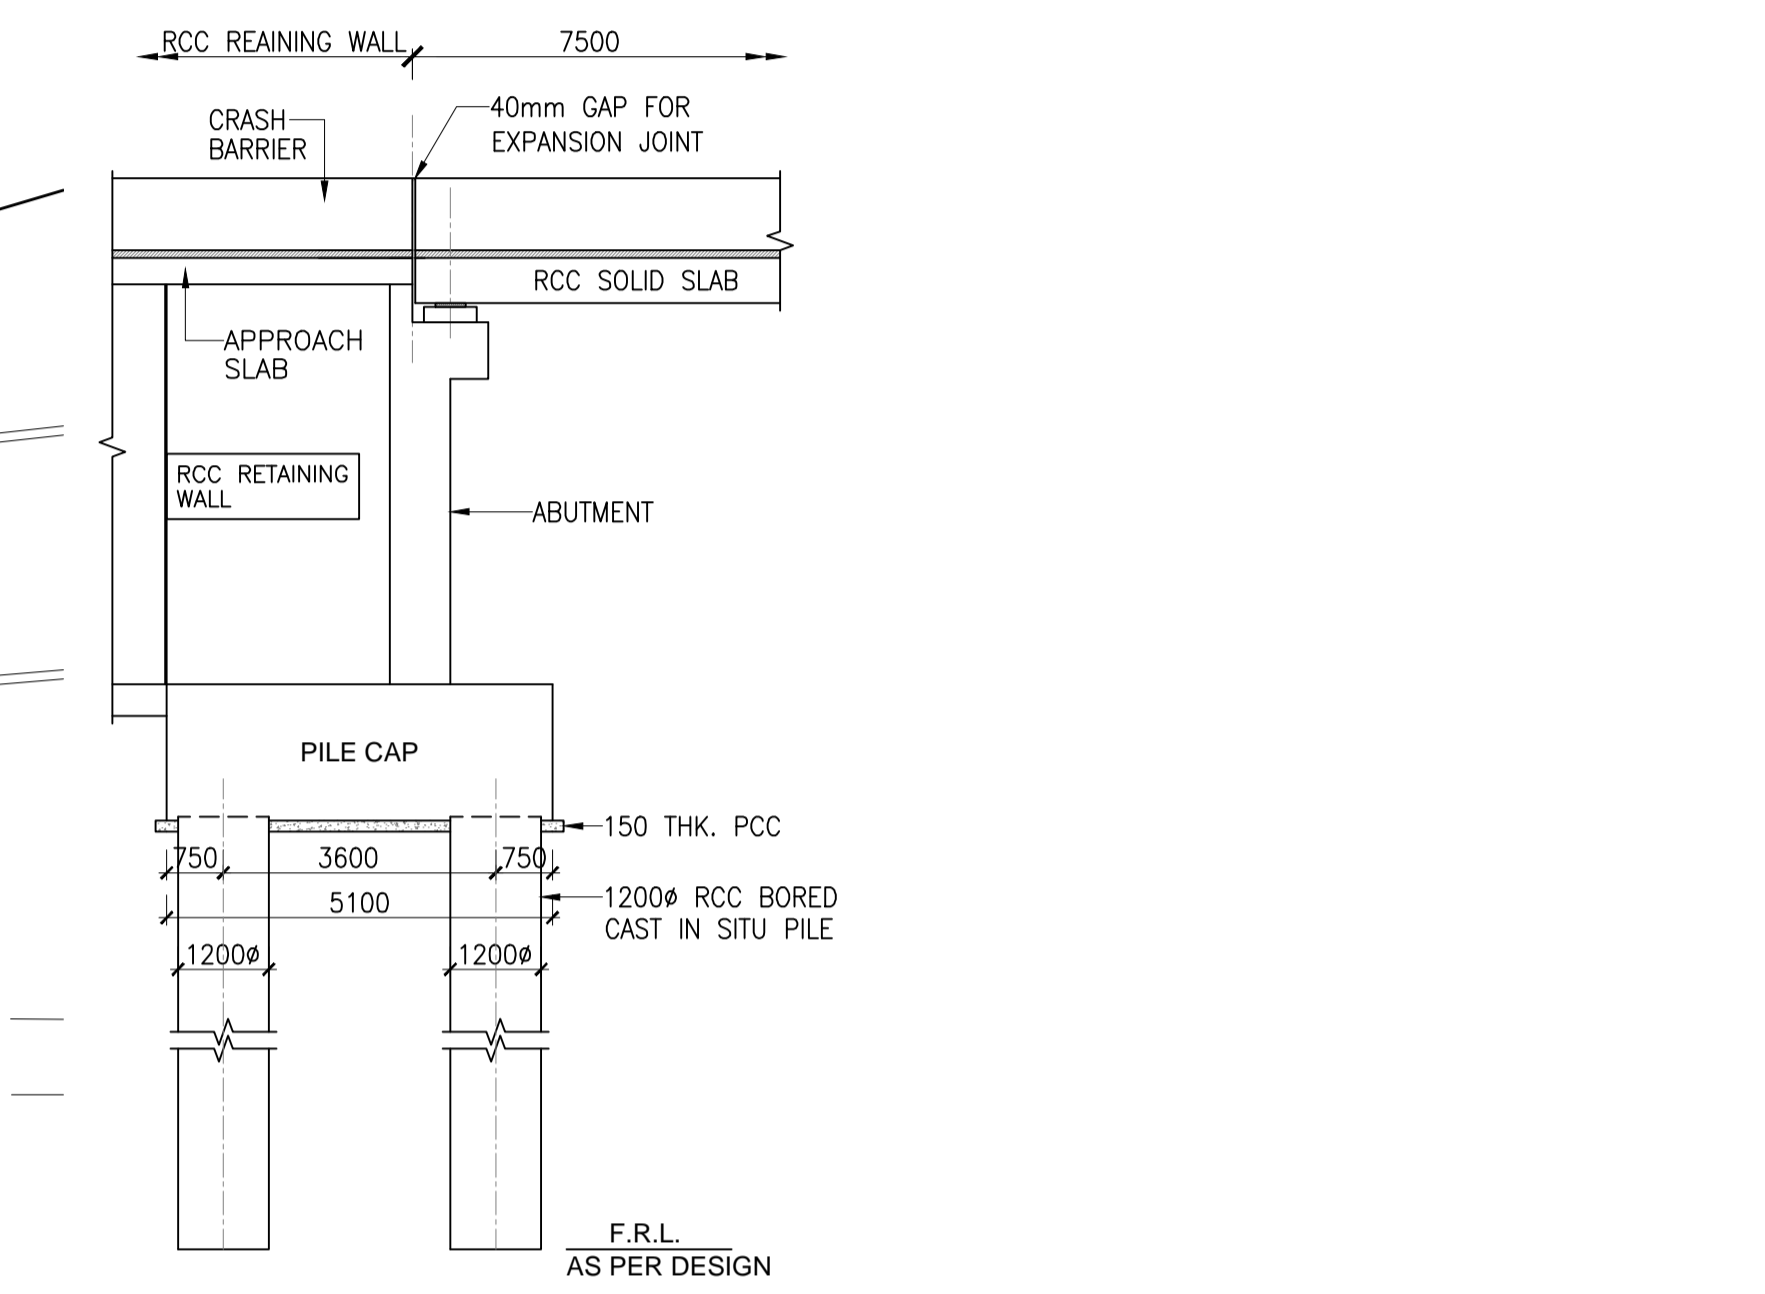 RCC REAINING WALL
7500
40mm GAP FOR
EXPANSION JOINT
CRASH
BARRIER
RCC SOLID SLAB
APPROACH
SLAB
RCC RETAINING
WALL
ABUTMENT
PILE CAP
150 THK. PCC
750
3600
750
5100
1200ø RCC BORED
CAST IN SITU PILE
1200ø
1200ø
F.R.L.
AS PER DESIGN